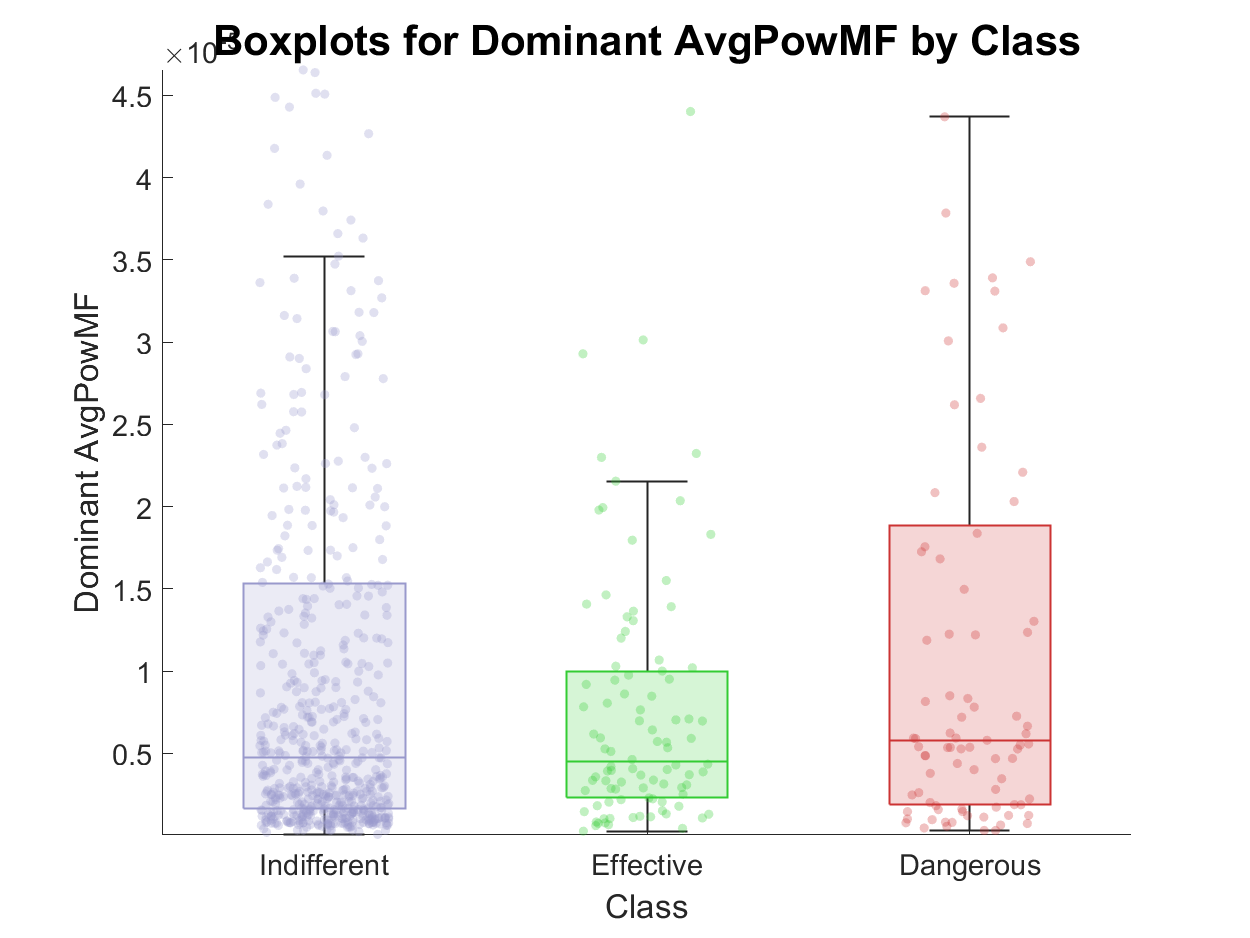 Boxplots for Dominant AvgPowMF by Class
×10
4.5
4
3.5
3
2.5
2
1.5
1
0.5
Dominant AvgPowMF
Indifferent
Effective
Dangerous
Class